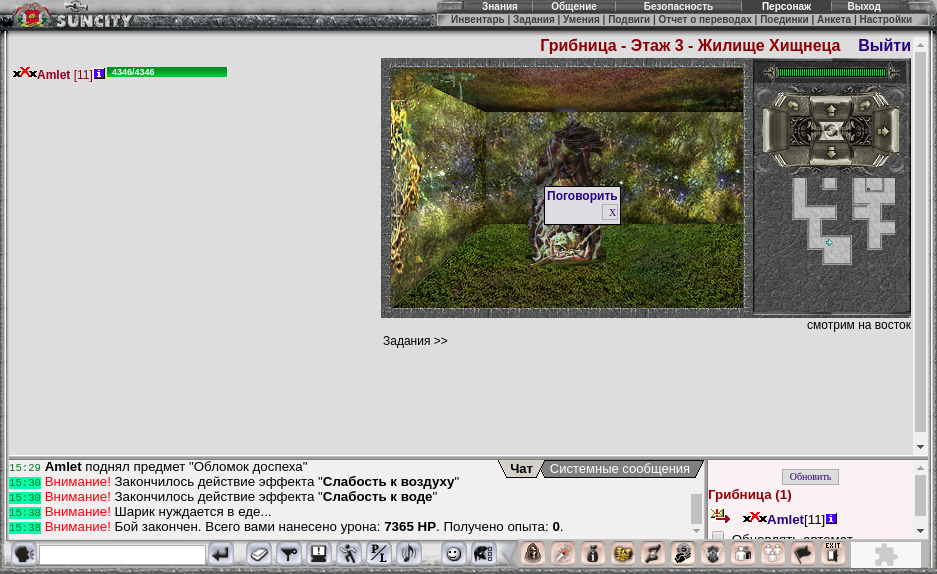 SUNCITY
Знания Общение Безопасность Персонаж Выход
Инвентарь | Задания | Умения | Подвиги | Отчет о переводах | Поединки | Анкета | Настройки
Грибница - Этаж 3 - Жилище Хищнеца Выйти
Amlet [11] 4346/4346
Поговорить
X
смотрим на восток
Задания >>
Чат Системные сообщения
15:29 Amlet поднял предмет "Обломок доспеха"
15:30 Внимание! Закончилось действие эффекта "Слабость к воздуху"
15:30 Внимание! Закончилось действие эффекта "Слабость к воде"
15:38 Внимание! Шарик нуждается в еде...
15:38 Внимание! Бой закончен. Всего вами нанесено урона: 7365 HP. Получено опыта: 0.
Обновить
Грибница (1)
Amlet[11]
Обновлять автомат.
P/L
EXIT